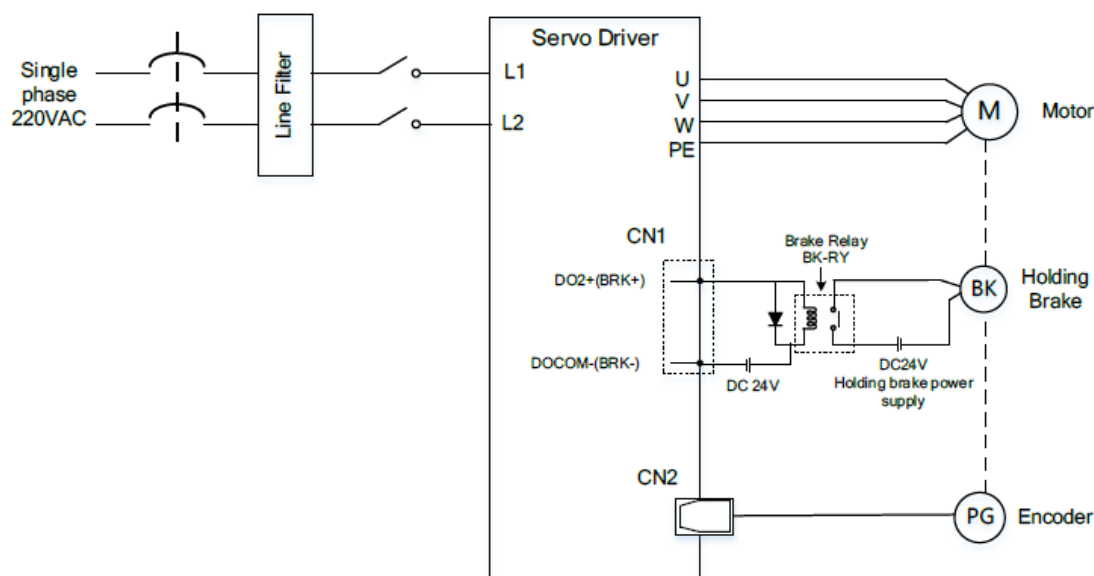 Servo Driver
Single
phase
220VAC
Line Filter
L1
L2
U
V
W
PE
M
Motor
CN1
Brake Relay
BK-RY
DO2+(BRK+)
BK
Holding
Brake
DOCOM-(BRK-)
DC 24V
DC24V
Holding brake power
supply
CN2
PG
Encoder